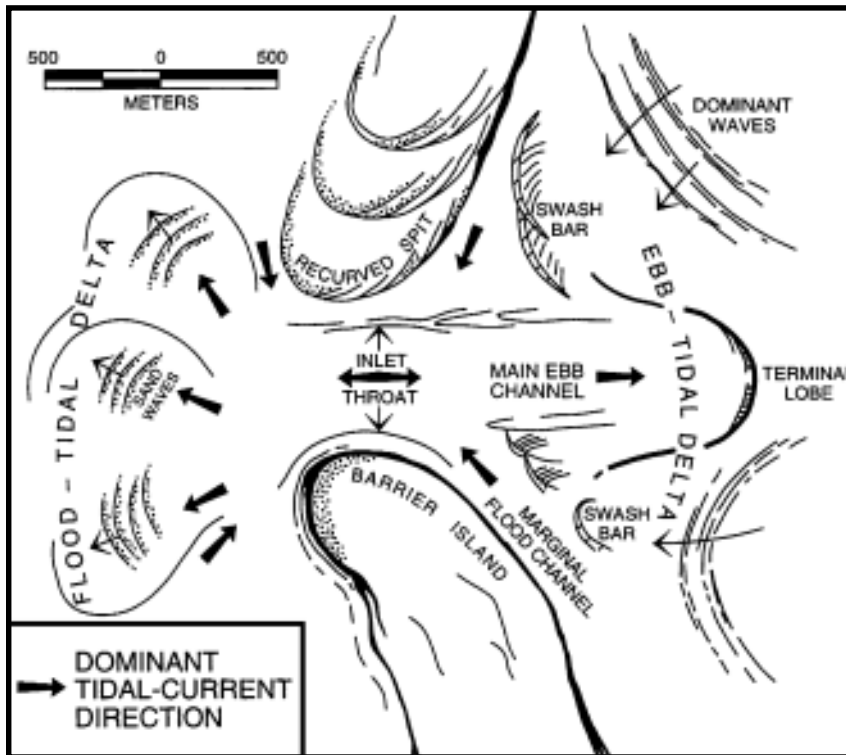 500 0 500
METERS
DOMINANT
WAVES
SWASH
BAR
RECURVED SPIT
DELTA
FLOOD – TIDAL
SAND
WAVES
INLET
THROAT
MAIN EBB
CHANNEL
EBB – TIDAL DELTA
TERMINAL
LOBE
BARRIER
ISLAND
MARGINAL
FLOOD CHANNEL
SWASH
BAR
DOMINANT
TIDAL-CURRENT
DIRECTION